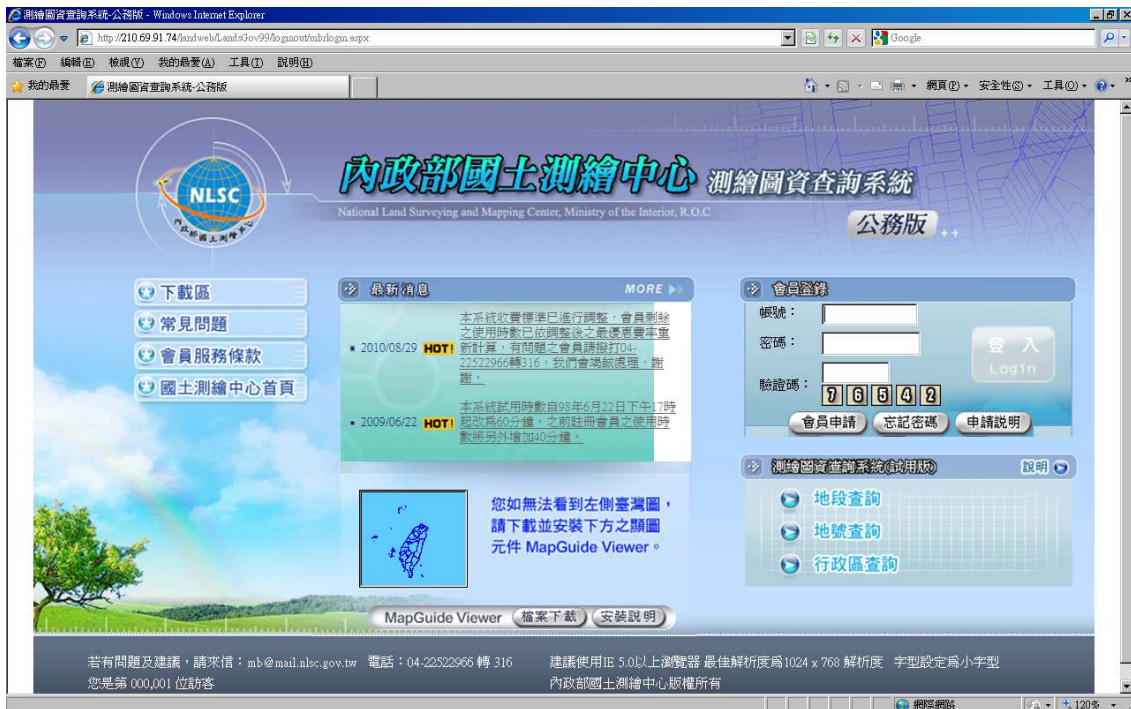 測繪圖資查詢系統-公務版 - Windows Internet Explorer
http://210.69.91.74/landweb/LandsGov99/loginout/mbrlogin.aspx
Google
檔案(F) 編輯(E) 檢視(V) 我的最愛(A) 工具(T) 說明(H)
我的最愛 測繪圖資查詢系統-公務版 網頁(P) 安全性(S) 工具(O)
NLSC
內政部國土測繪中心
內政部國土測繪中心 測繪圖資查詢系統
National Land Surveying and Mapping Center, Ministry of the Interior, R.O.C
公務版 ++
下載區
常見問題
會員服務條款
國土測繪中心首頁
最新消息 MORE
2010/08/29 HOT! 本系統收費標準已進行調整，會員剩餘
之使用時數已依調整後之最優惠費率重
新計算，有問題之會員請撥打04-
22522966轉316，我們會竭誠處理，謝
謝。
2009/06/22 HOT! 本系統試用時數自98年6月22日下午17時
起改為60分鐘，之前註冊會員之使用時
數將另外增加40分鐘。
您如無法看到左側臺灣圖，
請下載並安裝下方之顯圖
元件 MapGuide Viewer。
MapGuide Viewer 檔案下載 安裝說明
會員登錄
帳號：
密碼：
登 入
Login
驗證碼：
7 6 5 4 2
會員申請 忘記密碼 申請說明
測繪圖資查詢系統(試用版) 說明
地段查詢
地號查詢
行政區查詢
若有問題及建議，請來信：mb@mail.nlsc.gov.tw 電話：04-22522966 轉 316 建議使用IE 5.0以上瀏覽器 最佳解析度為1024 x 768 解析度 字型設定為小字型
您是第 000,001 位訪客 內政部國土測繪中心版權所有
網際網路 120%